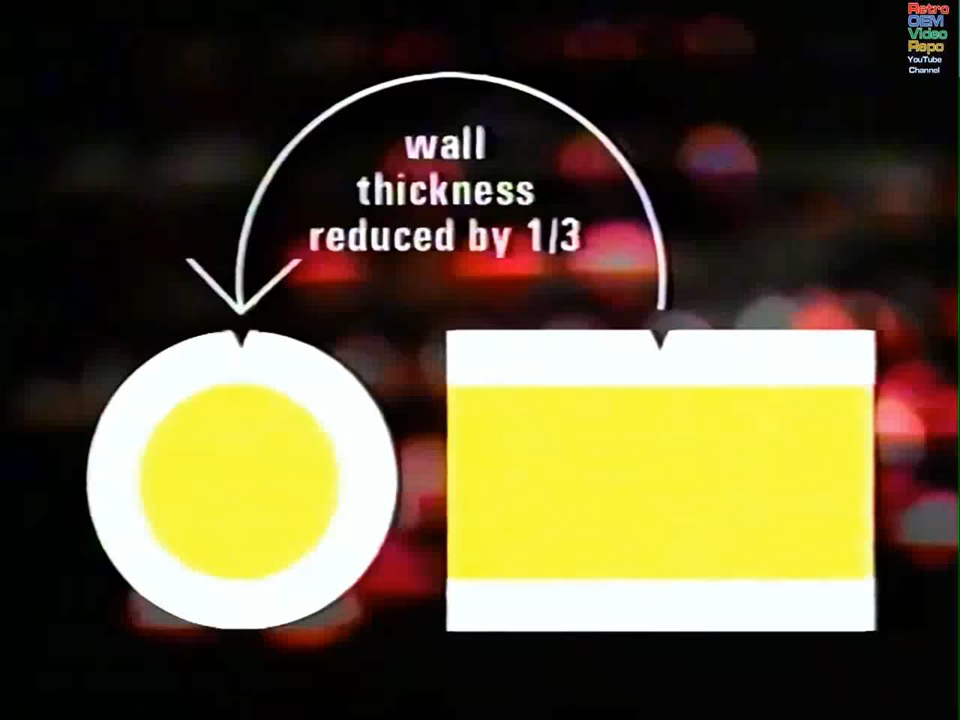 Retro
OEM
Video
Repo
YouTube
Channel
wall
thickness
reduced by 1/3